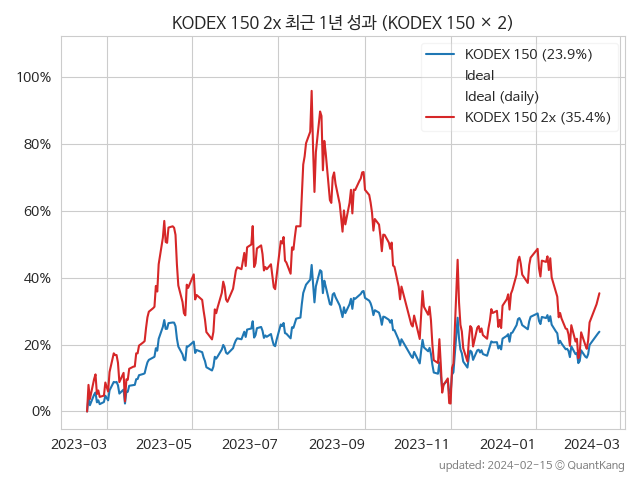 KODEX 150 2x 최근 1년 성과 (KODEX 150 × 2)
KODEX 150 (23.9%)
Ideal
Ideal (daily)
KODEX 150 2x (35.4%)
100%
80%
60%
40%
20%
0%
2023-03 2023-05 2023-07 2023-09 2023-11 2024-01 2024-03
updated: 2024-02-15 © QuantKang